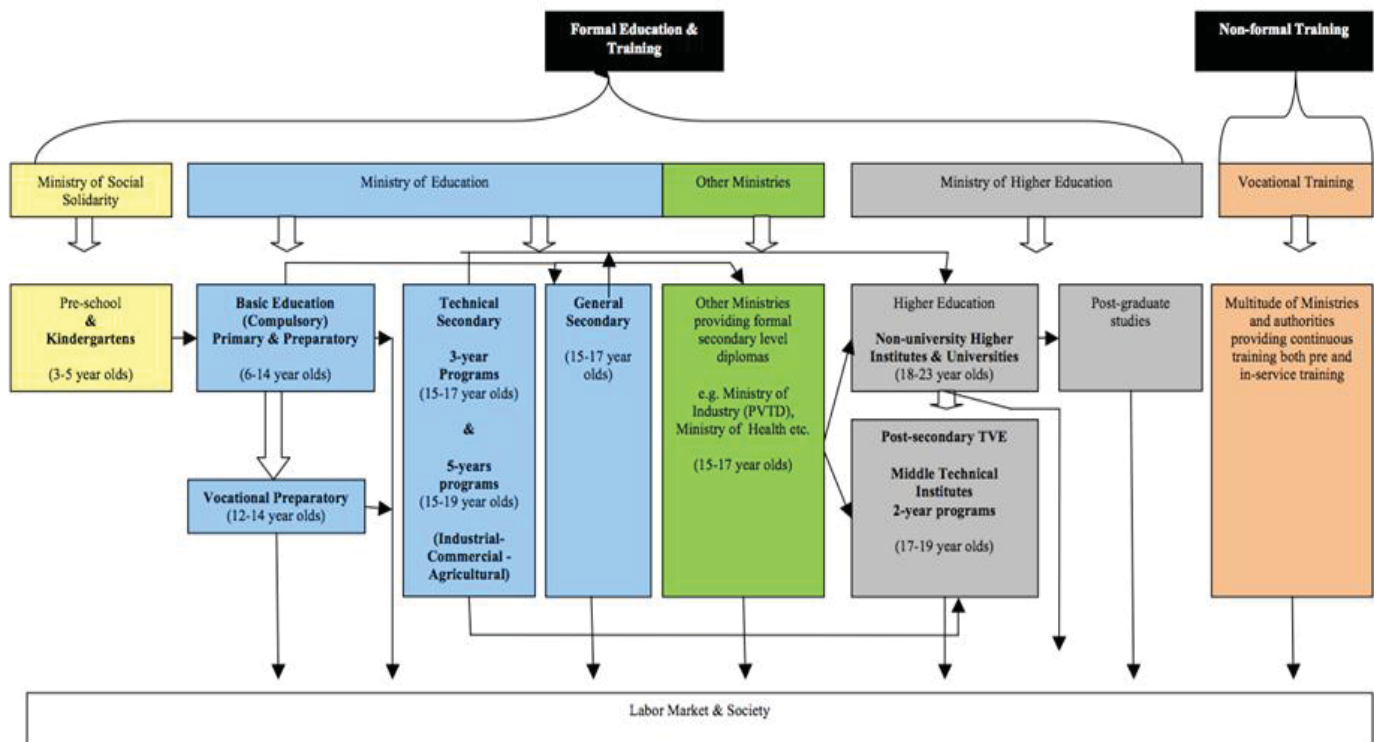 Formal Education &
Training
Non-formal Training
Ministry of Social
Solidarity
Ministry of Education
Other Ministries
Ministry of Higher Education
Vocational Training
Pre-school
&
Kindergartens
(3-5 year olds)
Basic Education
(Compulsory)
Primary & Preparatory
(6-14 year olds)
Vocational Preparatory
(12-14 year olds)
Technical
Secondary
3-year
Programs
(15-17 year olds)
&
5-years
programs
(15-19 year olds)
(Industrial-
Commercial -
Agricultural)
General
Secondary
(15-17 year
olds)
Other Ministries
providing formal
secondary level
diplomas
e.g. Ministry of
Industry (PVTD),
Ministry of Health etc.
(15-17 year olds)
Higher Education
Non-university Higher
Institutes & Universities
(18-23 year olds)
Post-secondary TVE
Middle Technical
Institutes
2-year programs
(17-19 year olds)
Post-graduate
studies
Multitude of Ministries
and authorities
providing continuous
training both pre and
in-service training
Labor Market & Society